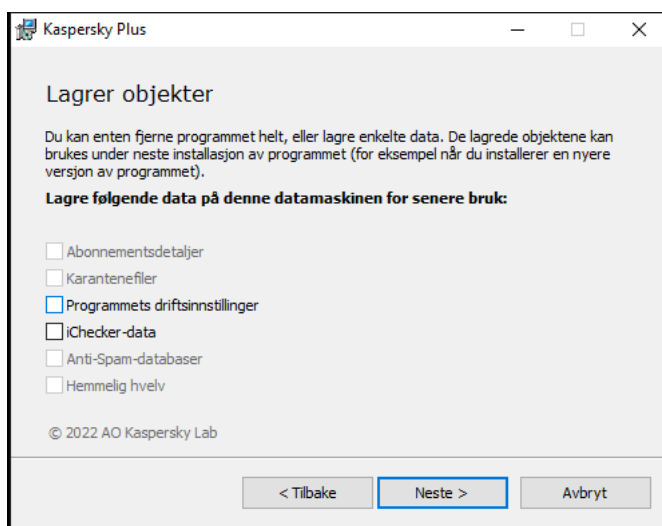 Kaspersky Plus
Lagrer objekter
Du kan enten fjerne programmet helt, eller lagre enkelte data. De lagrede objektene kan
brukes under neste installasjon av programmet (for eksempel når du installerer en nyere
versjon av programmet).
Lagre følgende data på denne datamaskinen for senere bruk:
Abonnementsdetaljer
Karantenefiler
Programmets driftsinnstillinger
iChecker-data
Anti-Spam-databaser
Hemmelig hvelv
© 2022 AO Kaspersky Lab
< Tilbake
Neste >
Avbryt